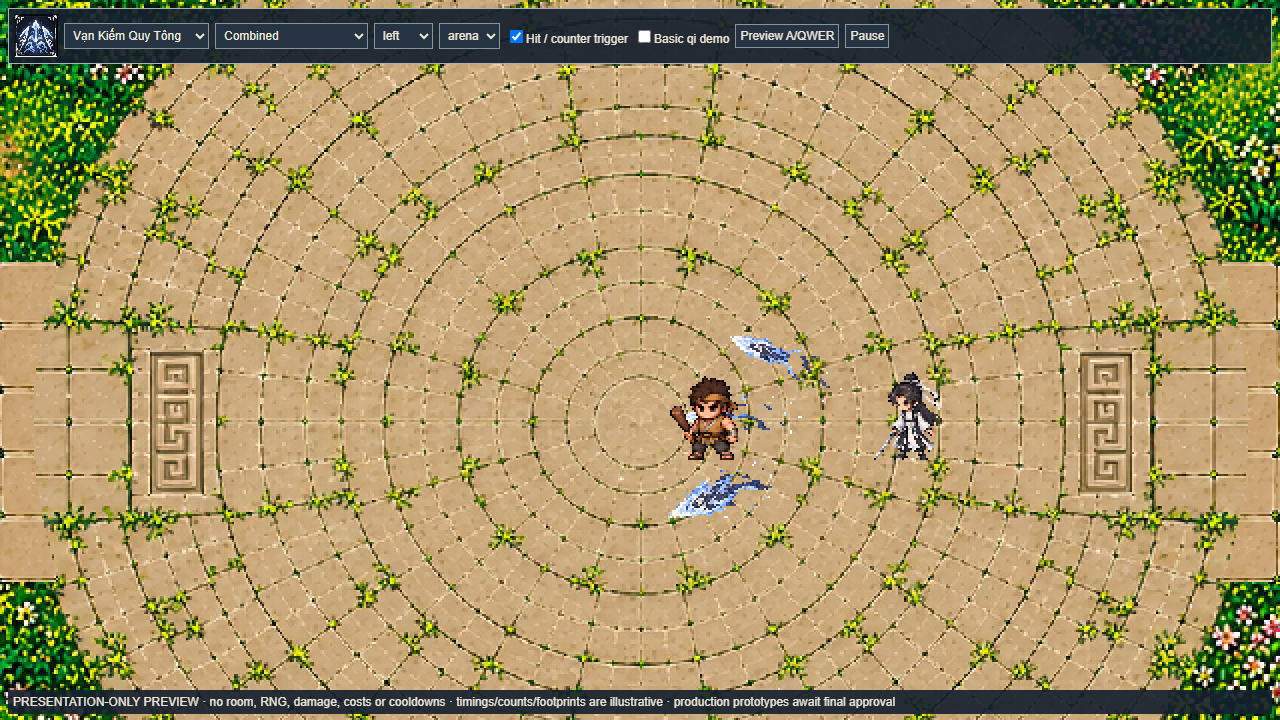 Vạn Kiếm Quy Tông Combined left arena Hit / counter trigger Basic qi demo Preview A/QWER Pause
PRESENTATION-ONLY PREVIEW · no room, RNG, damage, costs or cooldowns · timings/counts/footprints are illustrative · production prototypes await final approval